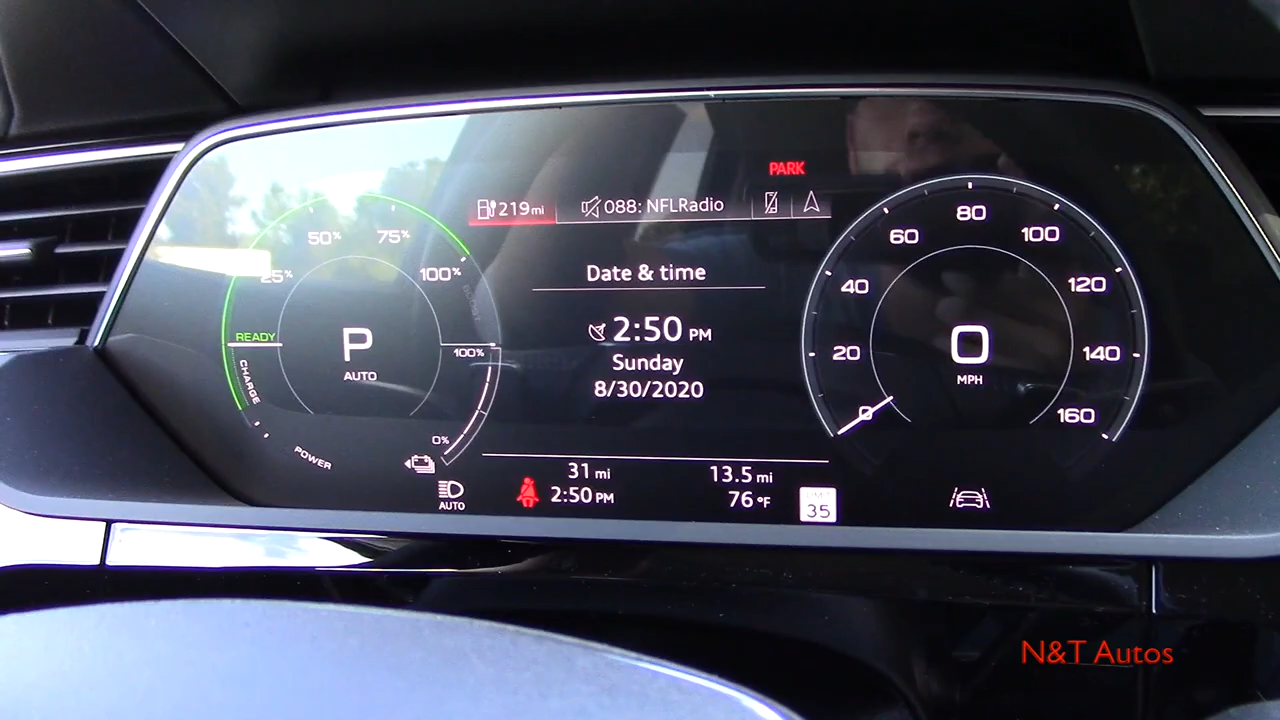 PARK
219 mi
088: NFLRadio
25%
50%
75%
100%
BOOST
READY
CHARGE
POWER
P
AUTO
100%
0%
Date & time
2:50 PM
Sunday
8/30/2020
0
20
40
60
80
100
120
140
160
0
MPH
31 mi
13.5 mi
AUTO
2:50 PM
76 °F
LIMIT
35
N&T Autos